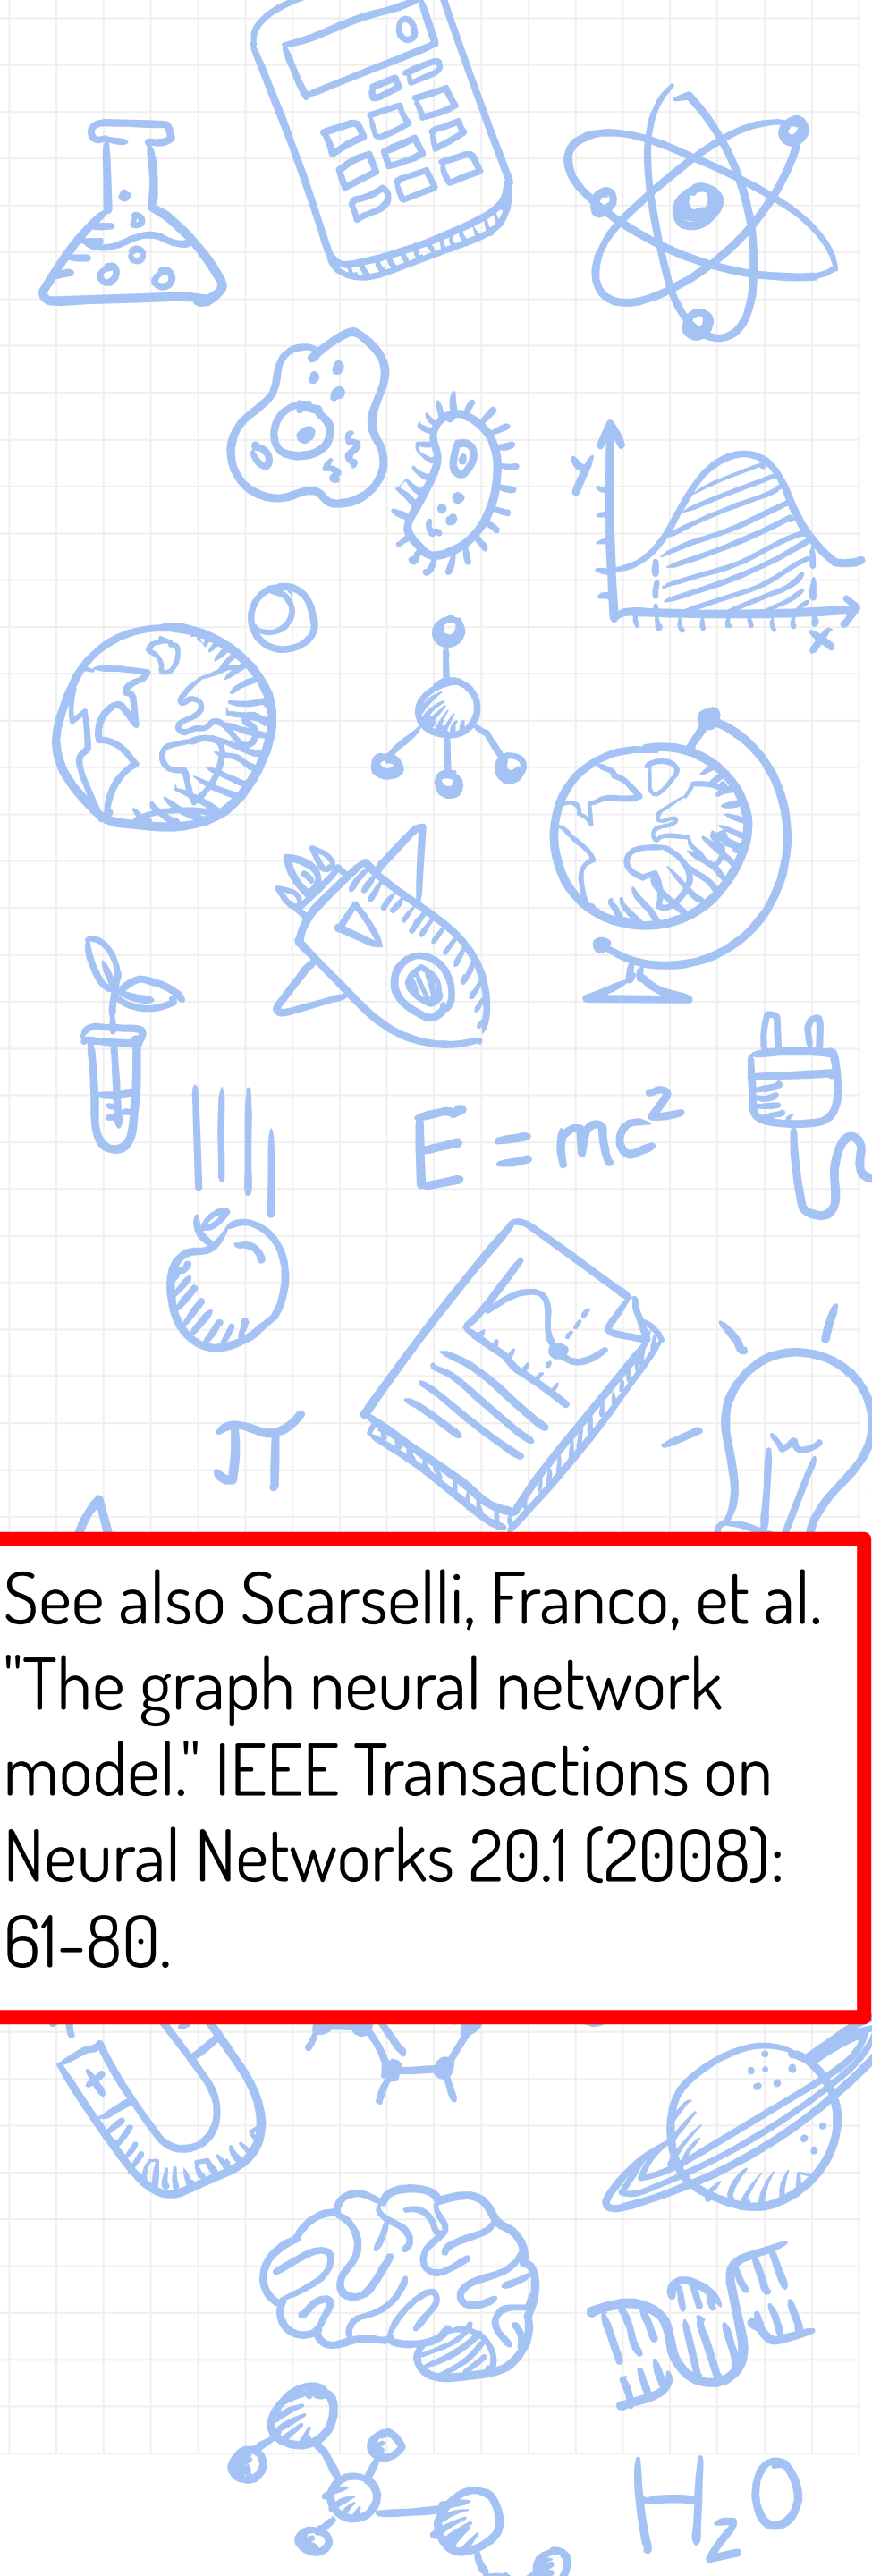 0
y
x
E = mc²
π
See also Scarselli, Franco, et al.
"The graph neural network
model." IEEE Transactions on
Neural Networks 20.1 (2008):
61-80.
+
H₂O